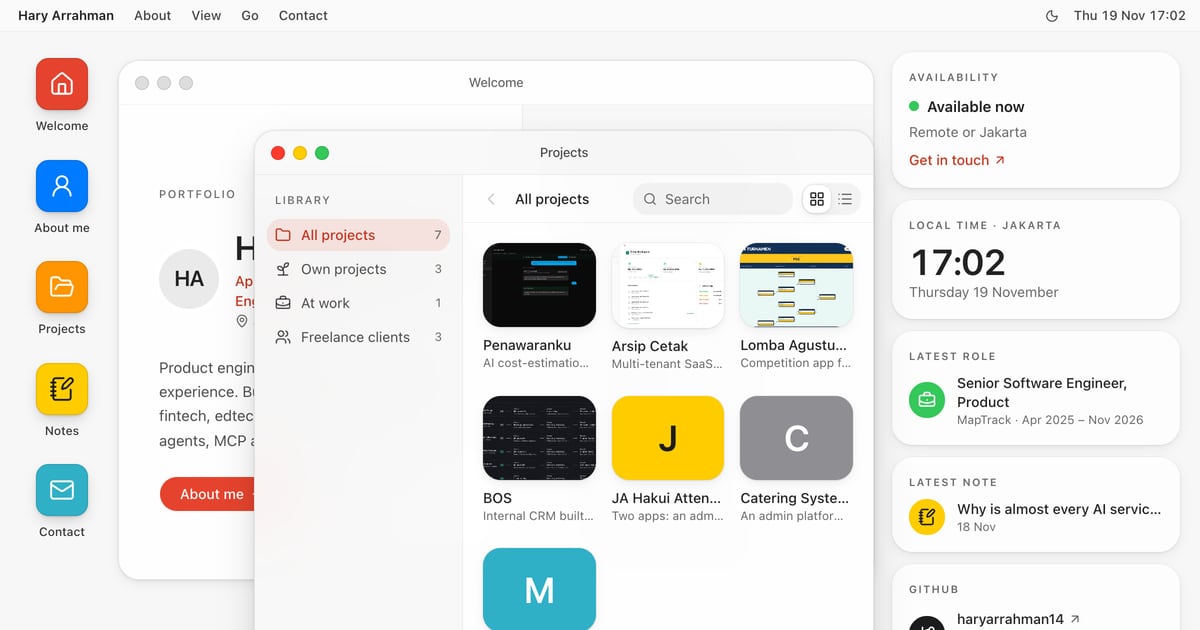 Hary Arrahman About View Go Contact
Thu 19 Nov 17:02
Welcome
About me
Projects
Notes
Contact
Welcome
PORTFOLIO
HA
H
Ap
Eng
Product engin
experience. Bu
fintech, edtec
agents, MCP a
About me
Projects
LIBRARY
All projects 7
Own projects 3
At work 1
Freelance clients 3
All projects
Search
Penawaranku
AI cost-estimatio...
Arsip Cetak
Multi-tenant SaaS...
Lomba Agustu...
Competition app f...
BOS
Internal CRM built...
J
JA Hakui Atten...
Two apps: an adm...
C
Catering Syste...
An admin platfor...
M
AVAILABILITY
Available now
Remote or Jakarta
Get in touch ↗
LOCAL TIME · JAKARTA
17:02
Thursday 19 November
LATEST ROLE
Senior Software Engineer,
Product
MapTrack · Apr 2025 – Nov 2026
LATEST NOTE
Why is almost every AI servic...
18 Nov
GITHUB
haryarrahman14 ↗